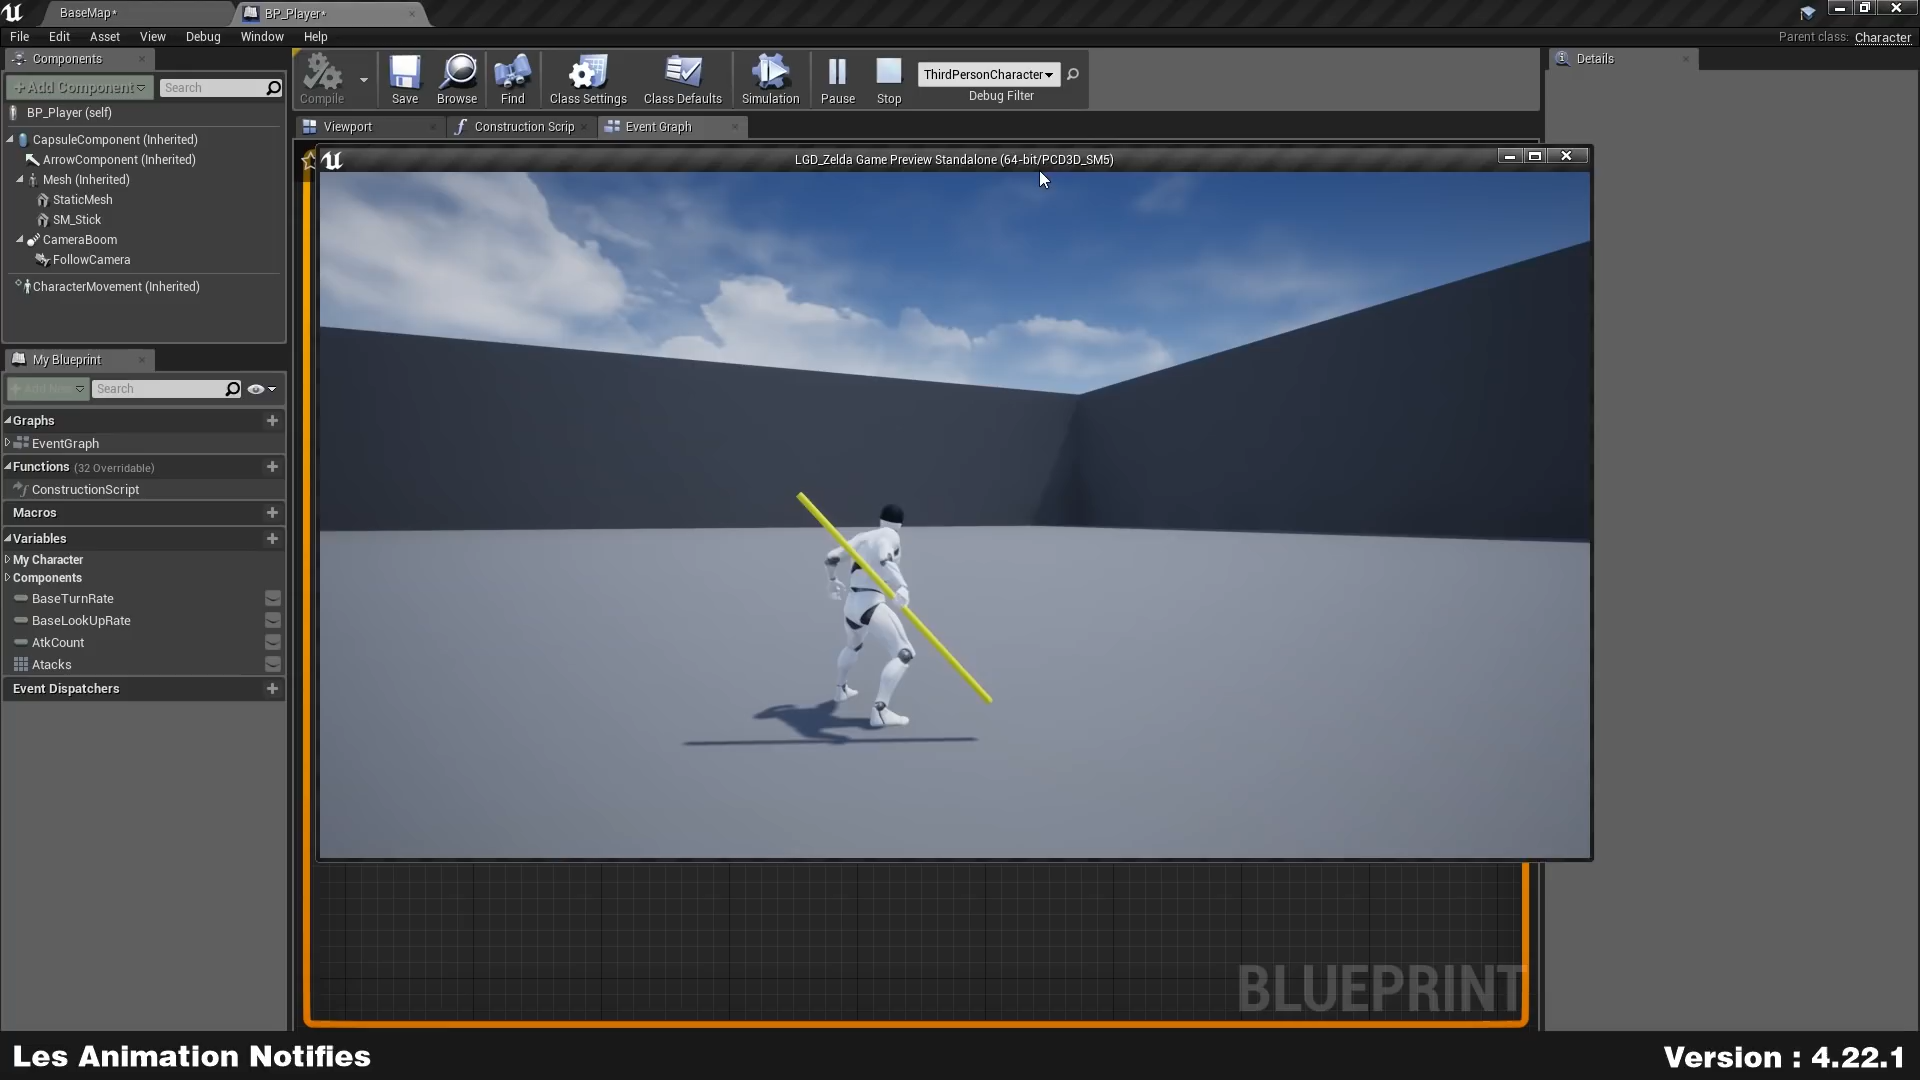 BaseMap*
BP_Player*
File Edit Asset View Debug Window Help
Parent class: Character
Components
+Add Component
Search
BP_Player (self)
CapsuleComponent (Inherited)
ArrowComponent (Inherited)
Mesh (Inherited)
StaticMesh
SM_Stick
CameraBoom
FollowCamera
CharacterMovement (Inherited)
My Blueprint
+Add New
Search
Graphs
EventGraph
Functions (32 Overridable)
ConstructionScript
Macros
Variables
My Character
Components
BaseTurnRate
BaseLookUpRate
AtkCount
Atacks
Event Dispatchers
Compile
Save
Browse
Find
Class Settings
Class Defaults
Simulation
Pause
Stop
ThirdPersonCharacter
Debug Filter
Details
Viewport
Construction Scrip
Event Graph
LGD_Zelda Game Preview Standalone (64-bit/PCD3D_SM5)
BLUEPRINT
Les Animation Notifies
Version : 4.22.1